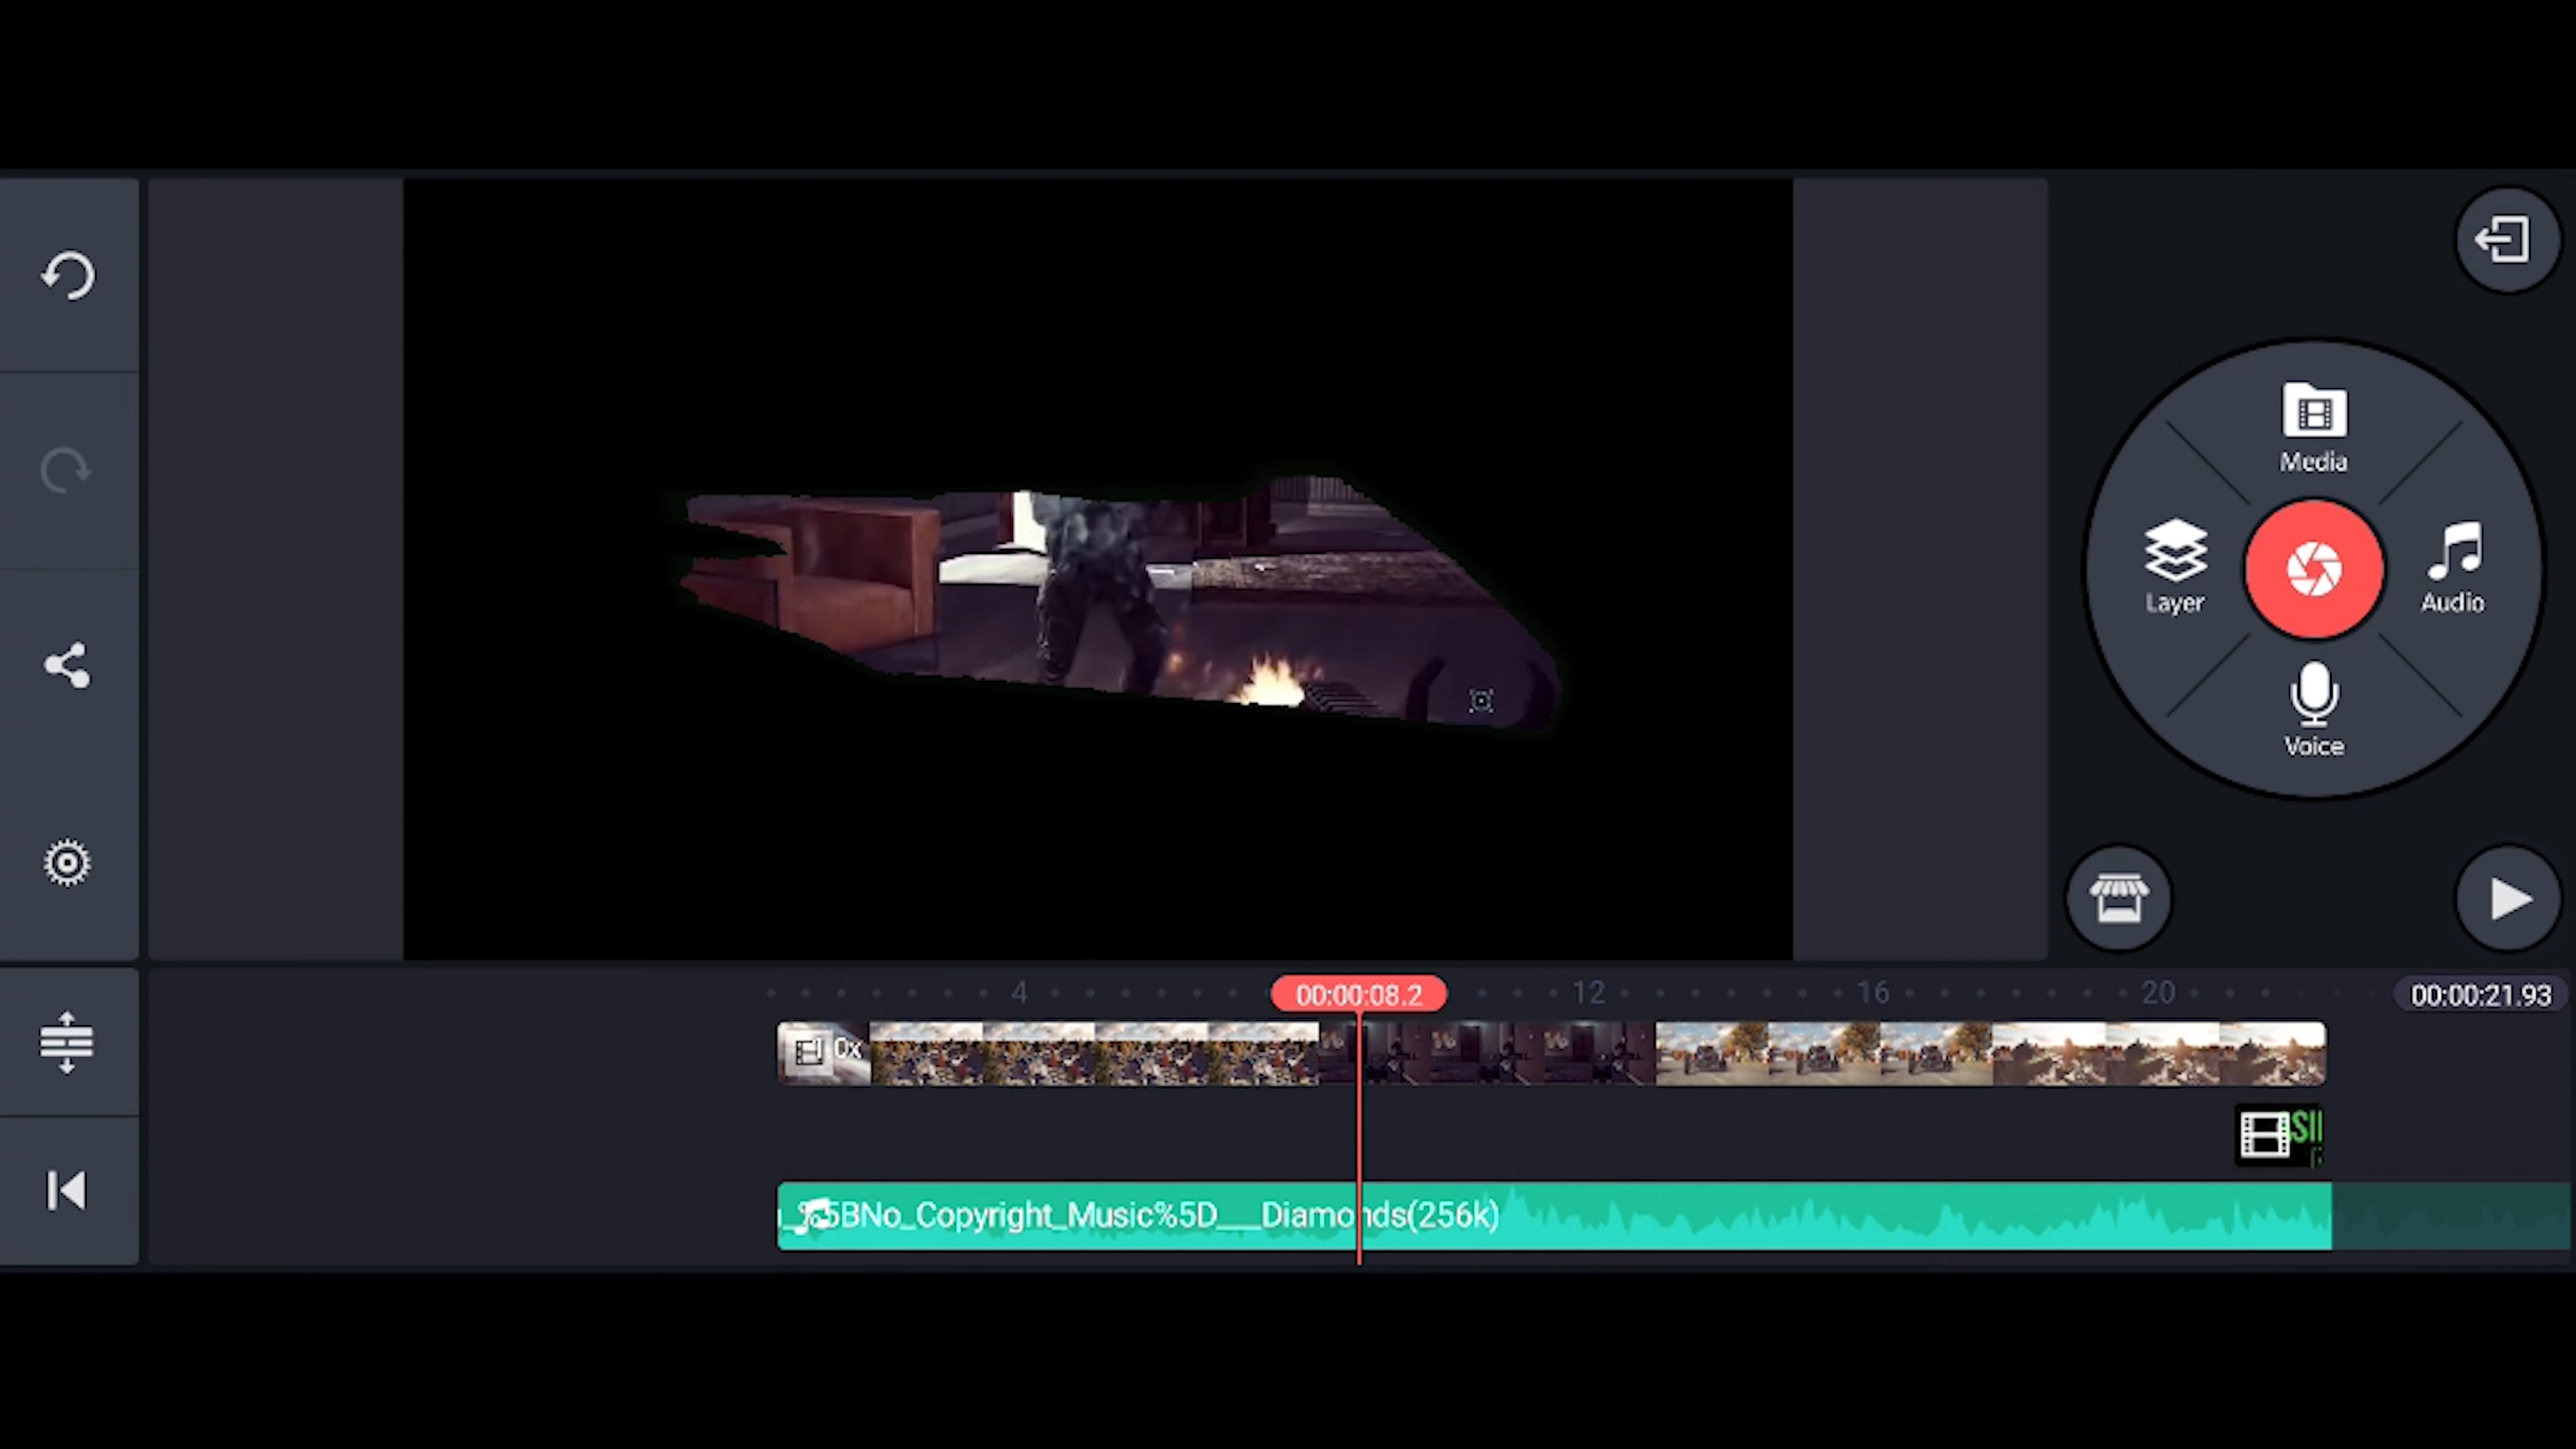 Media
Layer
Audio
Voice
4
00:00:08.2
12
16
20
00:00:21.93
0x
SII
_%5BNo_Copyright_Music%5D___Diamonds(256k)